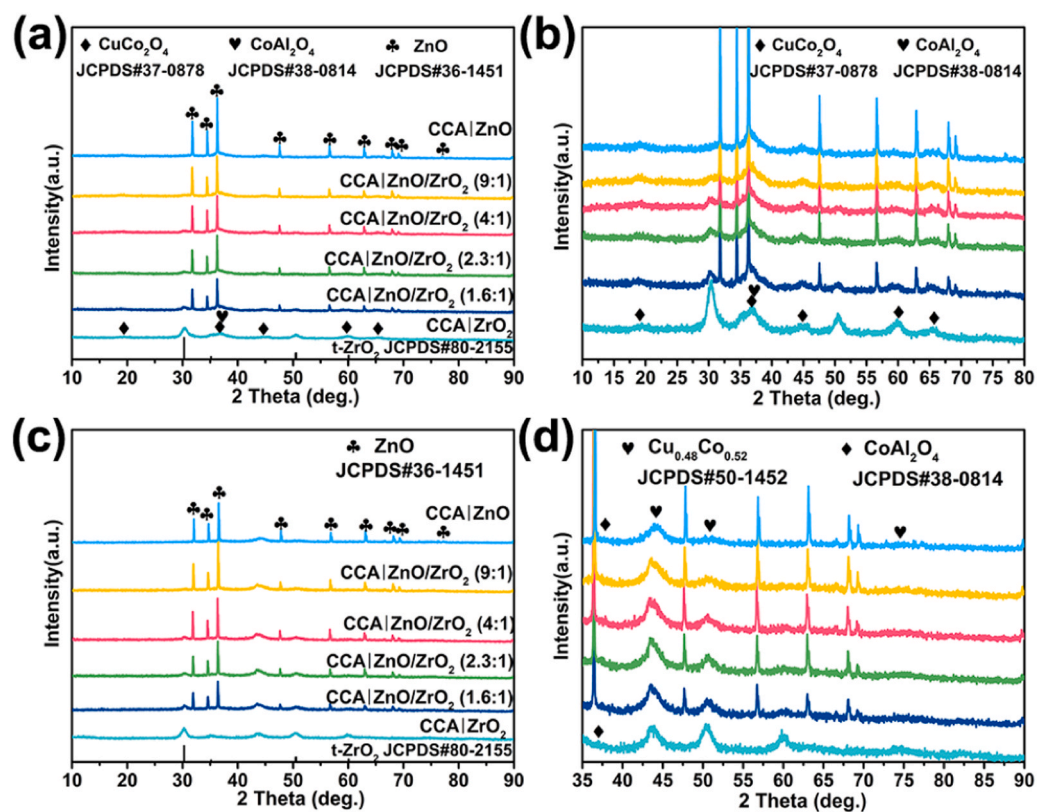 (a)
♦ CuCo2O4 ♥ CoAl2O4 ♣ ZnO
JCPDS#37-0878 JCPDS#38-0814 JCPDS#36-1451
CCA|ZnO
CCA|ZnO/ZrO2 (9:1)
CCA|ZnO/ZrO2 (4:1)
CCA|ZnO/ZrO2 (2.3:1)
CCA|ZnO/ZrO2 (1.6:1)
CCA|ZrO2
t-ZrO2 JCPDS#80-2155
Intensity(a.u.)
10 20 30 40 50 60 70 80 90
2 Theta (deg.)
(b)
♦ CuCo2O4 ♥ CoAl2O4
JCPDS#37-0878 JCPDS#38-0814
Intensity(a.u.)
10 15 20 25 30 35 40 45 50 55 60 65 70 75 80
2 Theta (deg.)
(c)
♣ ZnO
JCPDS#36-1451
CCA|ZnO
CCA|ZnO/ZrO2 (9:1)
CCA|ZnO/ZrO2 (4:1)
CCA|ZnO/ZrO2 (2.3:1)
CCA|ZnO/ZrO2 (1.6:1)
CCA|ZrO2
t-ZrO2 JCPDS#80-2155
Intensity(a.u.)
10 20 30 40 50 60 70 80 90
2 Theta (deg.)
(d)
♥ Cu0.48Co0.52 ♦ CoAl2O4
JCPDS#50-1452 JCPDS#38-0814
Intensity(a.u.)
35 40 45 50 55 60 65 70 75 80 85 90
2 Theta (deg.)